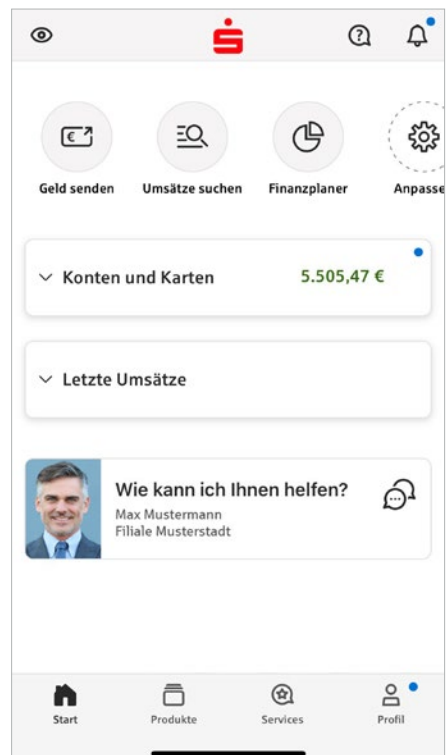 Geld senden
Umsätze suchen
Finanzplaner
Anpasse
Konten und Karten
5.505,47 €
Letzte Umsätze
Wie kann ich Ihnen helfen?
Max Mustermann
Filiale Musterstadt
Start
Produkte
Services
Profil